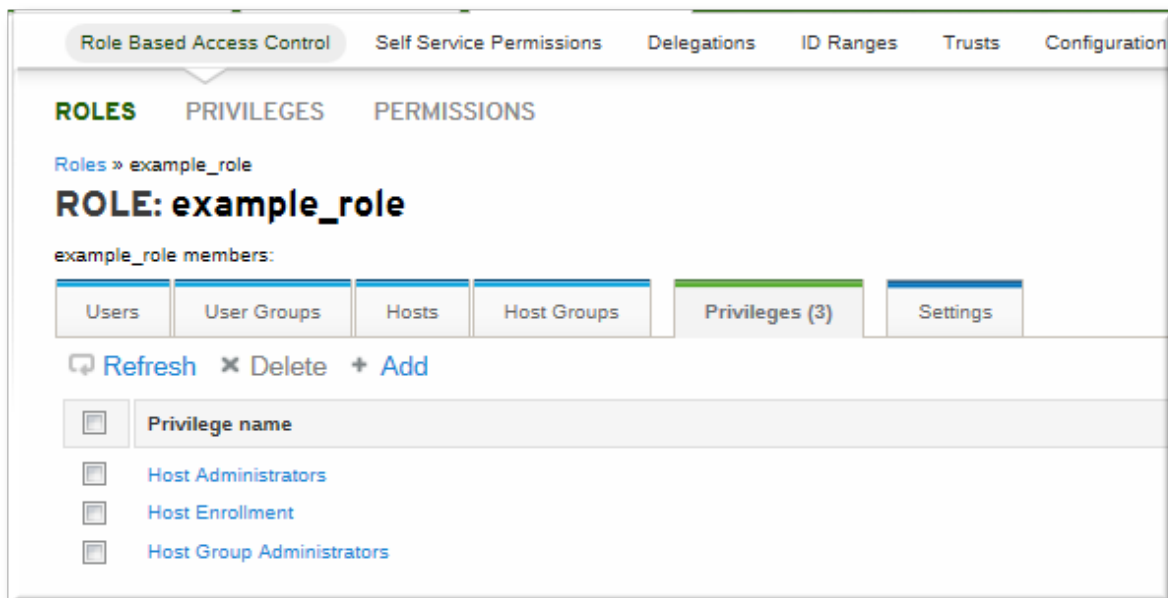 Role Based Access Control Self Service Permissions Delegations ID Ranges Trusts Configuration
ROLES PRIVILEGES PERMISSIONS
Roles » example_role
ROLE: example_role
example_role members:
Users User Groups Hosts Host Groups Privileges (3) Settings
Refresh Delete + Add
Privilege name
Host Administrators
Host Enrollment
Host Group Administrators